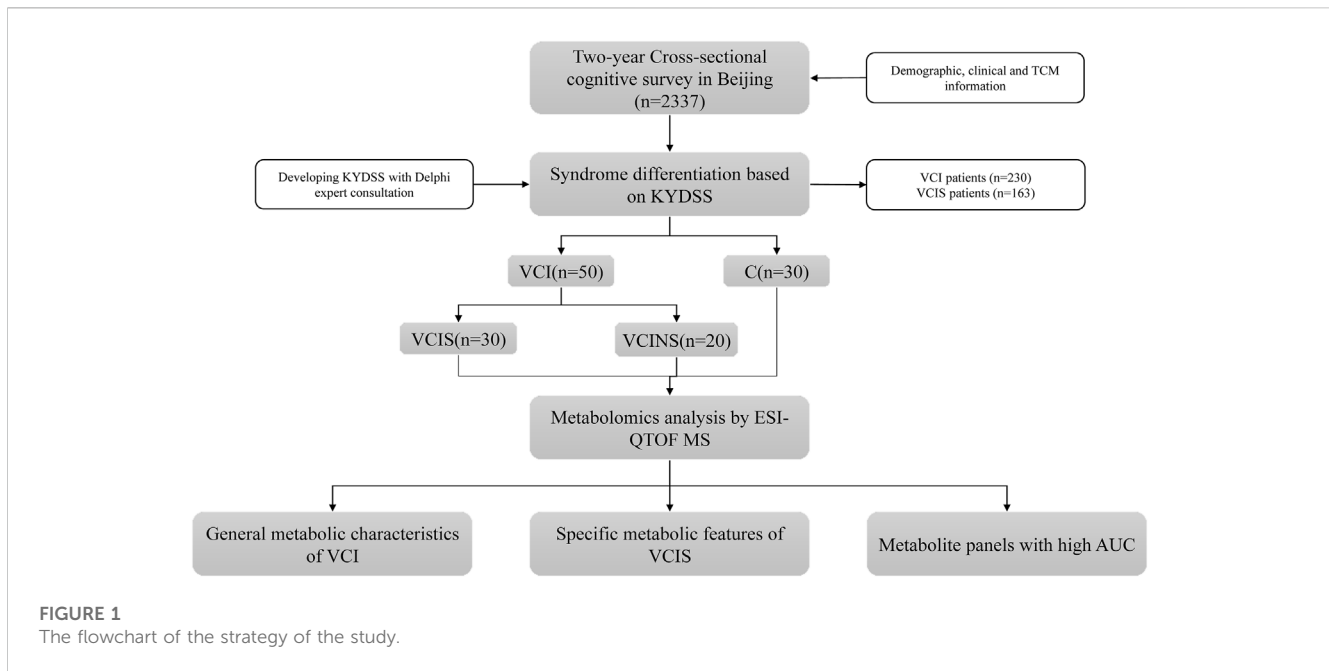 Two-year Cross-sectional
cognitive survey in Beijing
(n=2337)
Demographic, clinical and TCM
information
Developing KYDSS with Delphi
expert consultation
Syndrome differentiation based
on KYDSS
VCI patients (n=230)
VCIS patients (n=163)
VCI(n=50)
C(n=30)
VCIS(n=30)
VCINS(n=20)
Metabolomics analysis by ESI-
QTOF MS
General metabolic characteristics
of VCI
Specific metabolic features of
VCIS
Metabolite panels with high AUC
FIGURE 1
The flowchart of the strategy of the study.